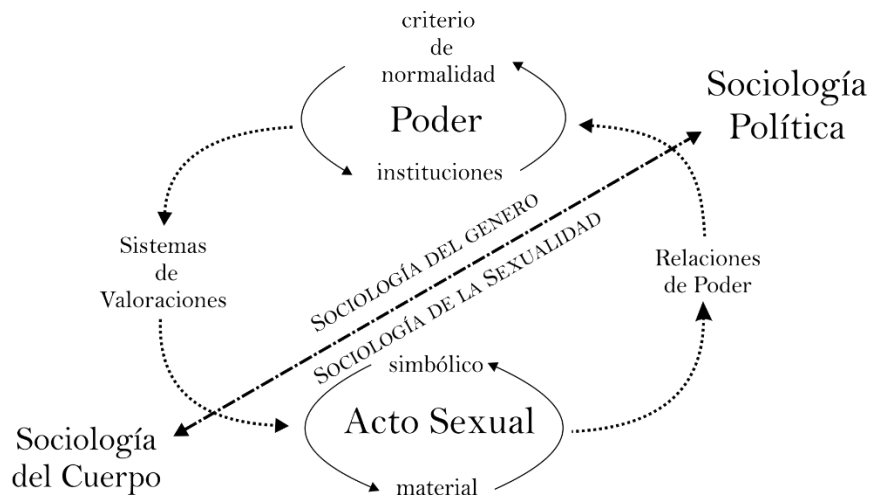 criterio
de
normalidad
Poder
instituciones
Sociología
Política
Sistemas
de
Valoraciones
SOCIOLOGÍA DEL GENERO
SOCIOLOGÍA DE LA SEXUALIDAD
Relaciones
de Poder
simbólico
Acto Sexual
material
Sociología
del Cuerpo